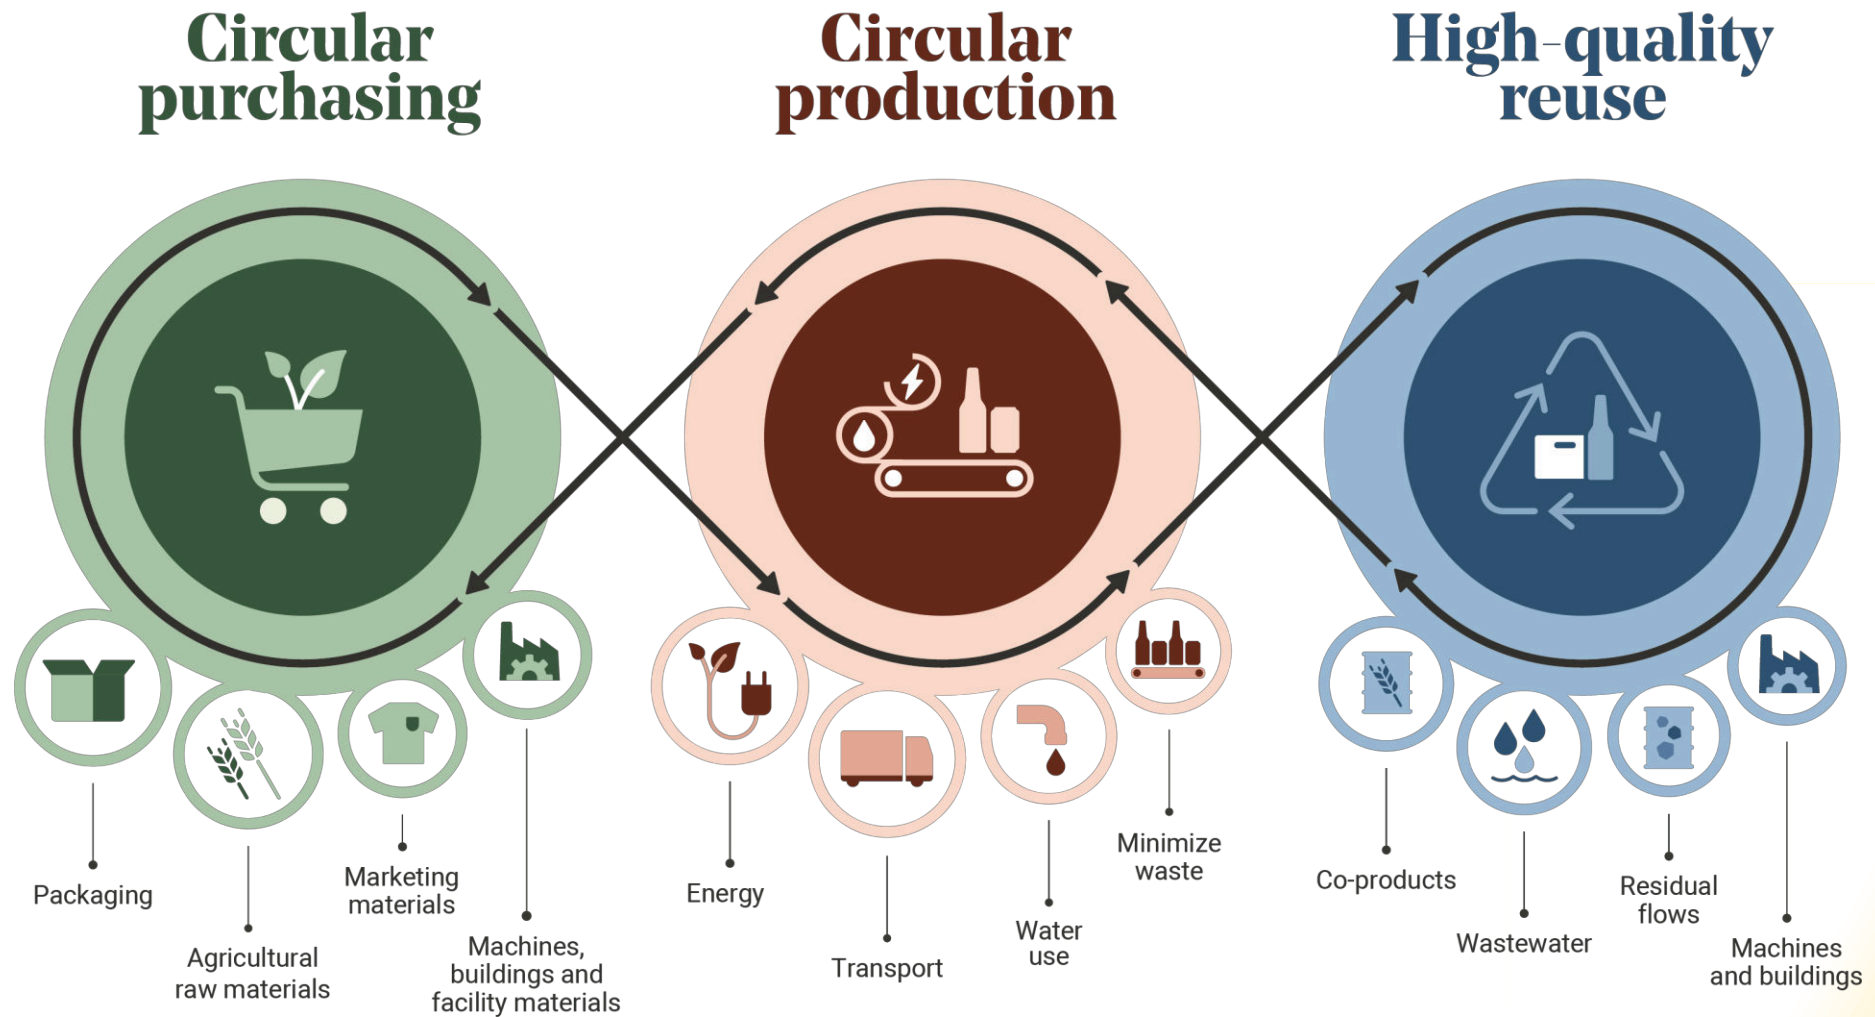 Circular
purchasing
Circular
production
High-quality
reuse
Packaging
Agricultural
raw materials
Marketing
materials
Machines,
buildings and
facility materials
Energy
Transport
Water
use
Minimize
waste
Co-products
Wastewater
Residual
flows
Machines
and buildings